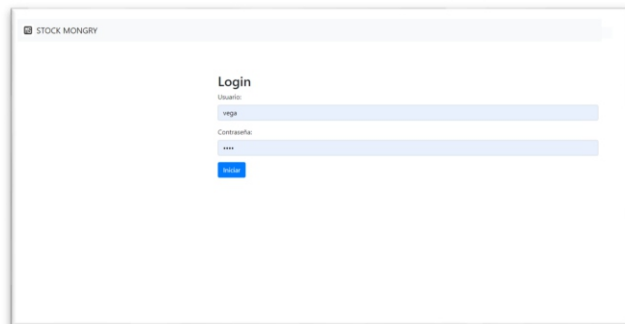 STOCK MONGRY
Login
Usuario:
vega
Contraseña:
••••
Iniciar